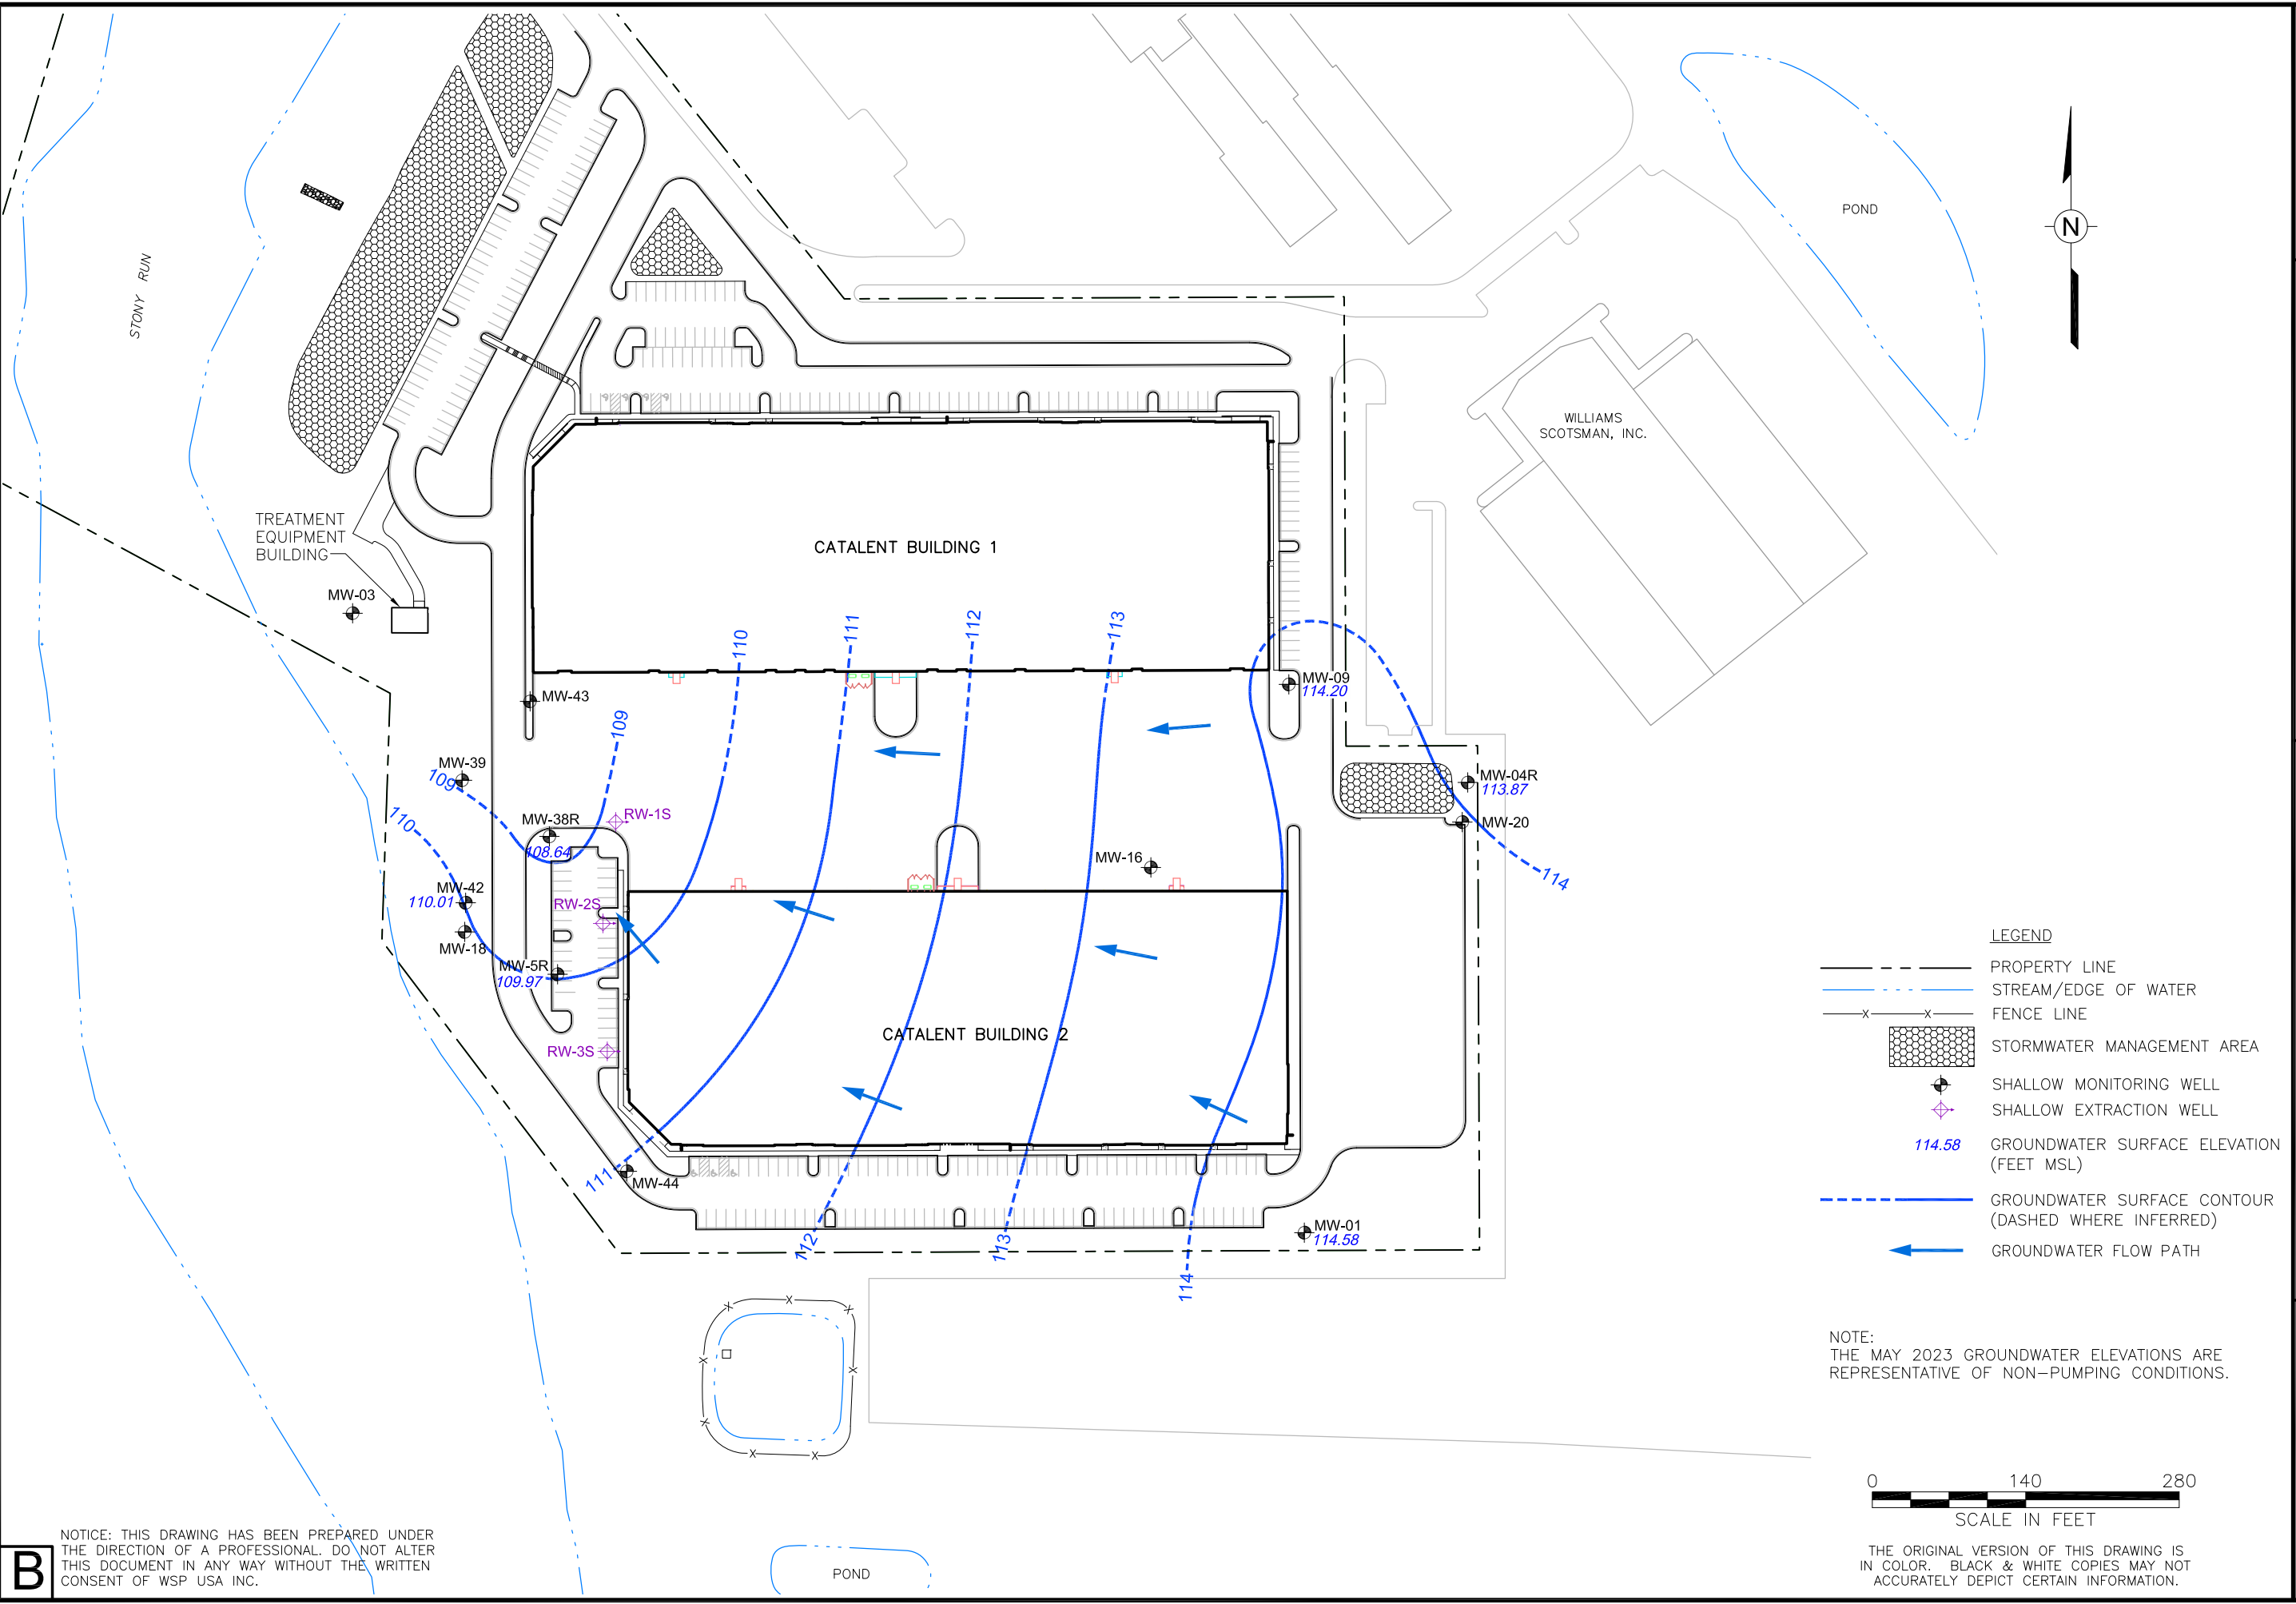 POND
N
STONY RUN
WILLIAMS
SCOTSMAN, INC.
TREATMENT
EQUIPMENT
BUILDING
CATALENT BUILDING 1
MW-03
110
111
112
113
MW-43
109
MW-09
114.20
MW-39
109
MW-04R
113.87
110
MW-38R
108.64
RW-1S
MW-20
MW-16
114
MW-42
110.01
RW-2S
MW-18
MW-5R
109.97
CATALENT BUILDING 2
RW-3S
111
MW-44
112
113
114
MW-01
114.58
LEGEND
PROPERTY LINE
STREAM/EDGE OF WATER
X X FENCE LINE
STORMWATER MANAGEMENT AREA
SHALLOW MONITORING WELL
SHALLOW EXTRACTION WELL
114.58 GROUNDWATER SURFACE ELEVATION
(FEET MSL)
GROUNDWATER SURFACE CONTOUR
(DASHED WHERE INFERRED)
GROUNDWATER FLOW PATH
NOTE:
THE MAY 2023 GROUNDWATER ELEVATIONS ARE
REPRESENTATIVE OF NON-PUMPING CONDITIONS.
0 140 280
SCALE IN FEET
THE ORIGINAL VERSION OF THIS DRAWING IS
IN COLOR. BLACK & WHITE COPIES MAY NOT
ACCURATELY DEPICT CERTAIN INFORMATION.
POND
B
NOTICE: THIS DRAWING HAS BEEN PREPARED UNDER
THE DIRECTION OF A PROFESSIONAL. DO NOT ALTER
THIS DOCUMENT IN ANY WAY WITHOUT THE WRITTEN
CONSENT OF WSP USA INC.